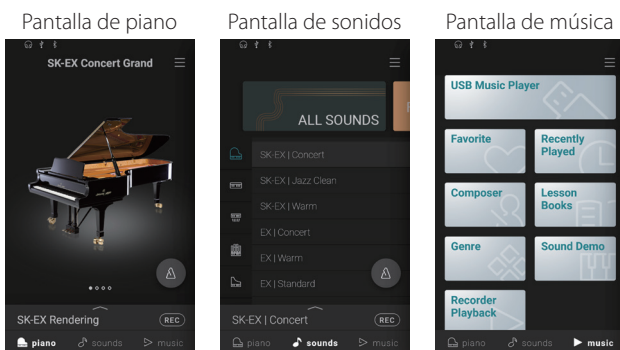 Pantalla de piano
SK-EX Concert Grand
SK-EX Rendering
REC
piano
sounds
music
Pantalla de sonidos
ALL SOUNDS
SK-EX | Concert
SK-EX | Jazz Clean
SK-EX | Warm
EX | Concert
EX | Warm
EX | Standard
SK-EX | Concert
REC
piano
sounds
music
Pantalla de música
USB Music Player
Favorite
Recently
Played
Composer
Lesson
Books
Genre
Sound Demo
Recorder
Playback
piano
sounds
music